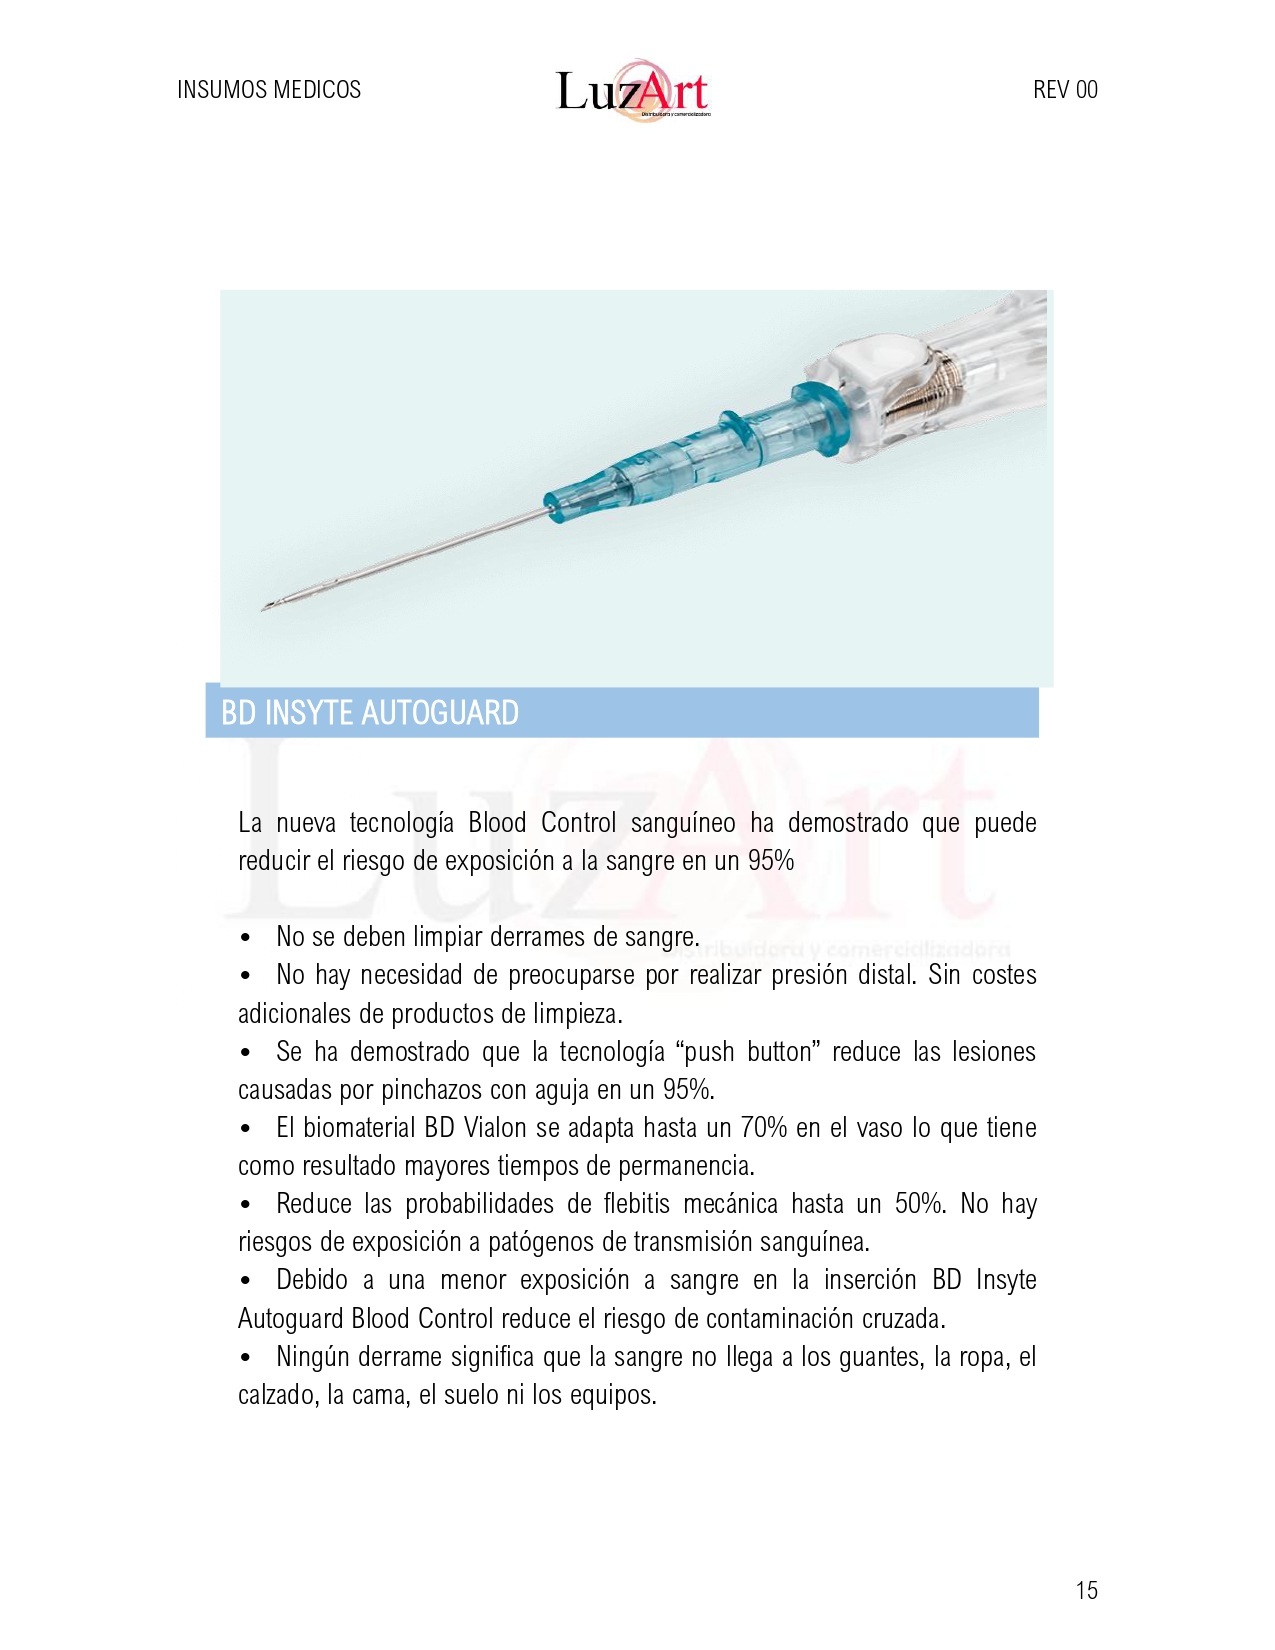 INSUMOS MEDICOS
LuzArt
Distribuidora y comercializadora
REV 00
BD INSYTE AUTOGUARD
LuzArt
Distribuidora y comercializadora
La nueva tecnología Blood Control sanguíneo ha demostrado que puede
reducir el riesgo de exposición a la sangre en un 95%
• No se deben limpiar derrames de sangre.
• No hay necesidad de preocuparse por realizar presión distal. Sin costes
adicionales de productos de limpieza.
• Se ha demostrado que la tecnología “push button” reduce las lesiones
causadas por pinchazos con aguja en un 95%.
• El biomaterial BD Vialon se adapta hasta un 70% en el vaso lo que tiene
como resultado mayores tiempos de permanencia.
• Reduce las probabilidades de flebitis mecánica hasta un 50%. No hay
riesgos de exposición a patógenos de transmisión sanguínea.
• Debido a una menor exposición a sangre en la inserción BD Insyte
Autoguard Blood Control reduce el riesgo de contaminación cruzada.
• Ningún derrame significa que la sangre no llega a los guantes, la ropa, el
calzado, la cama, el suelo ni los equipos.
15